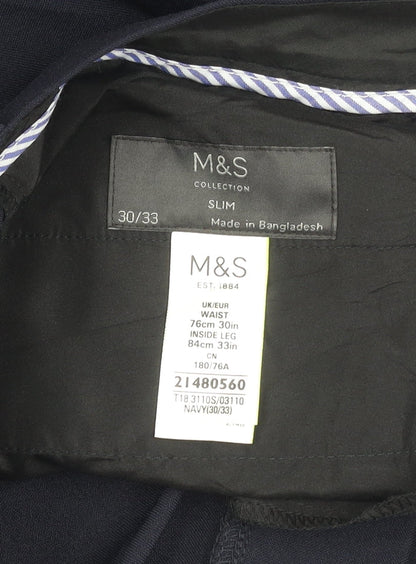 M&S
COLLECTION
SLIM
30/33
Made in Bangladesh
M&S
EST. 1884
UK/EUR
WAIST
76cm 30in
INSIDE LEG
84cm 33in
CN
180/76A
21480560
T18 3110S/03110
NAVY(30/33)